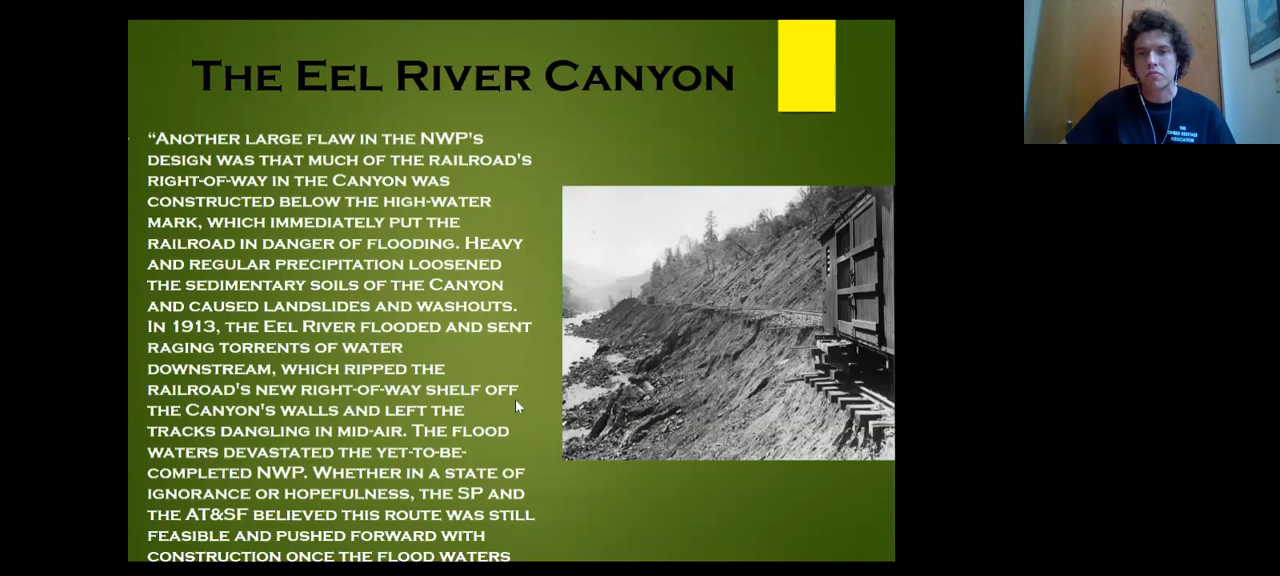 The Eel River Canyon
“Another large flaw in the NWP's
design was that much of the railroad's
right-of-way in the Canyon was
constructed below the high-water
mark, which immediately put the
railroad in danger of flooding. Heavy
and regular precipitation loosened
the sedimentary soils of the Canyon
and caused landslides and washouts.
In 1913, the Eel River flooded and sent
raging torrents of water
downstream, which ripped the
railroad's new right-of-way shelf off
the Canyon's walls and left the
tracks dangling in mid-air. The flood
waters devastated the yet-to-be-
completed NWP. Whether in a state of
ignorance or hopefulness, the SP and
the AT&SF believed this route was still
feasible and pushed forward with
construction once the flood waters
THE
TIMBER HERITAGE
ASSOCIATION